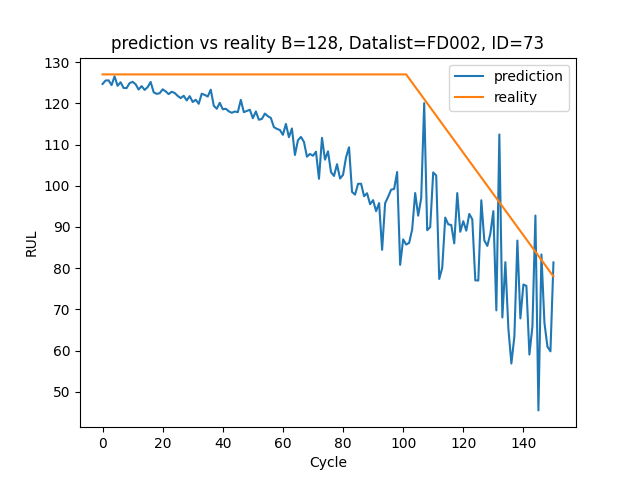 prediction vs reality B=128, Datalist=FD002, ID=73
prediction
reality
130
120
110
100
90
80
70
60
50
RUL
0 20 40 60 80 100 120 140
Cycle